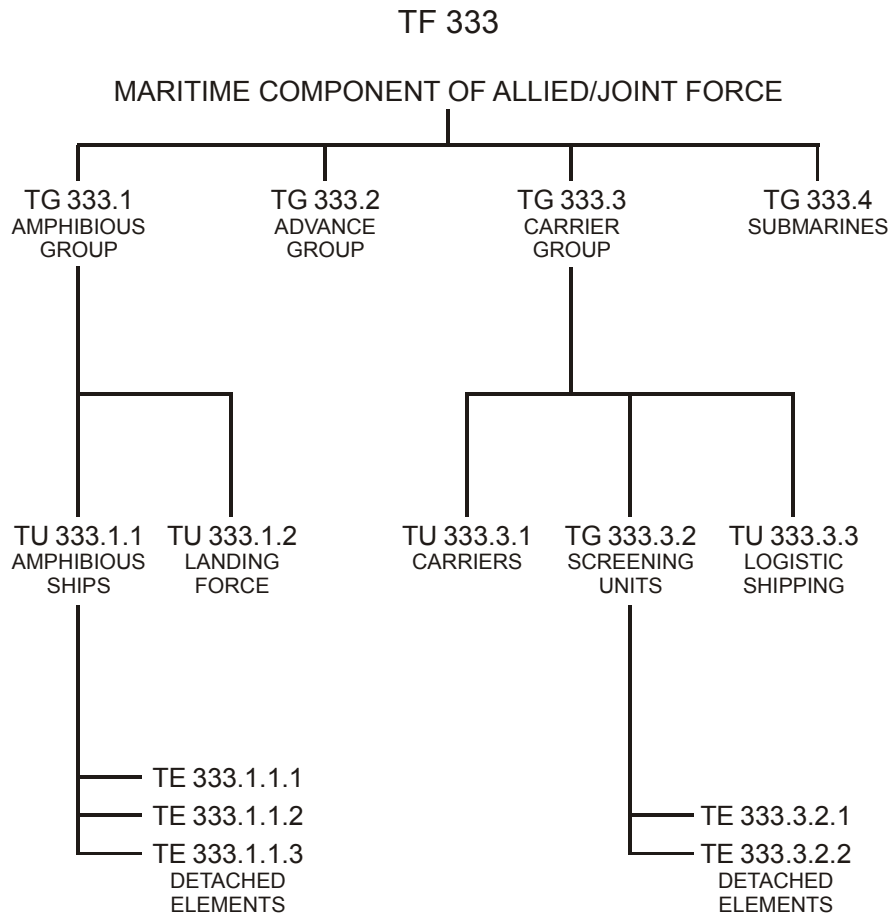 TF 333
MARITIME COMPONENT OF ALLIED/JOINT FORCE
TG 333.1
AMPHIBIOUS
GROUP
TG 333.2
ADVANCE
GROUP
TG 333.3
CARRIER
GROUP
TG 333.4
SUBMARINES
TU 333.1.1
AMPHIBIOUS
SHIPS
TU 333.1.2
LANDING
FORCE
TU 333.3.1
CARRIERS
TG 333.3.2
SCREENING
UNITS
TU 333.3.3
LOGISTIC
SHIPPING
TE 333.1.1.1
TE 333.1.1.2
TE 333.1.1.3
DETACHED
ELEMENTS
TE 333.3.2.1
TE 333.3.2.2
DETACHED
ELEMENTS